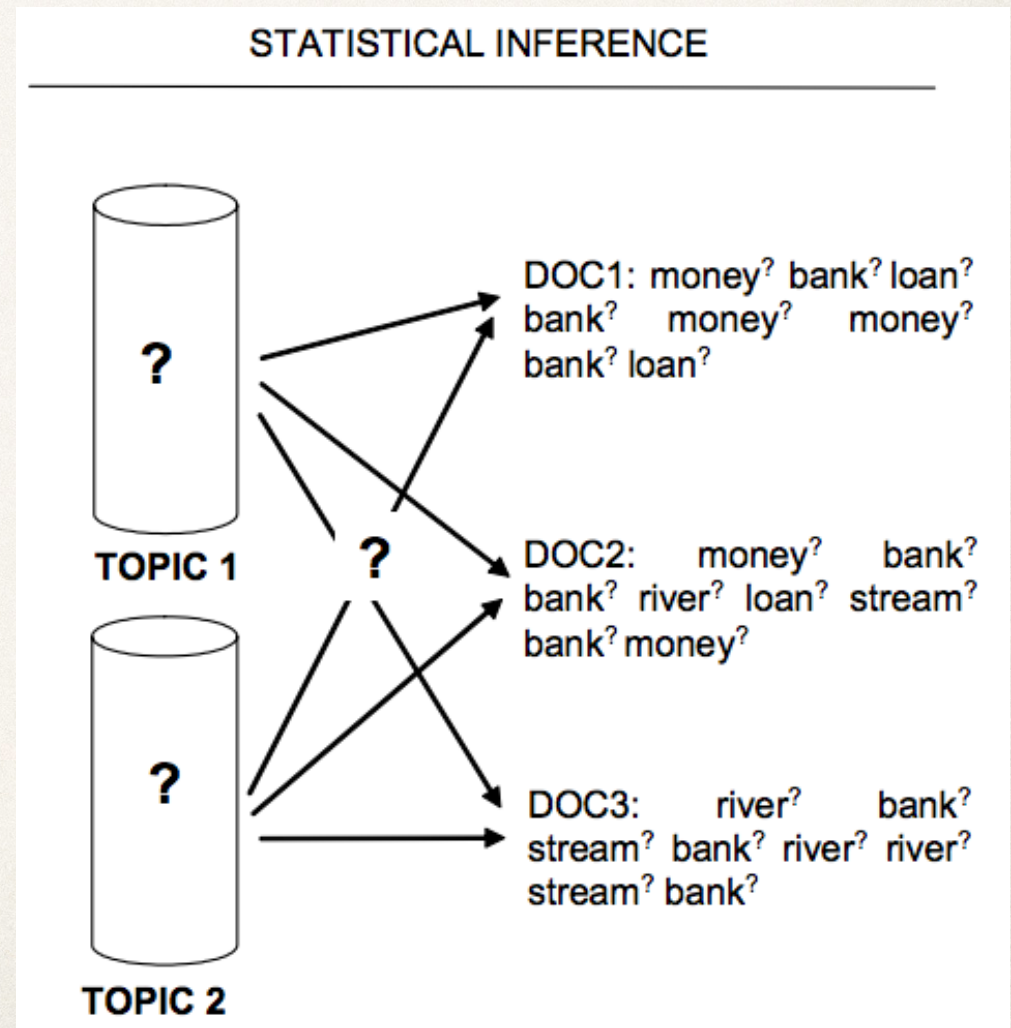 STATISTICAL INFERENCE
?
TOPIC 1
?
TOPIC 2
?
DOC1: money? bank? loan?
bank? money? money?
bank? loan?
DOC2: money? bank?
bank? river? loan? stream?
bank? money?
DOC3: river? bank?
stream? bank? river? river?
stream? bank?